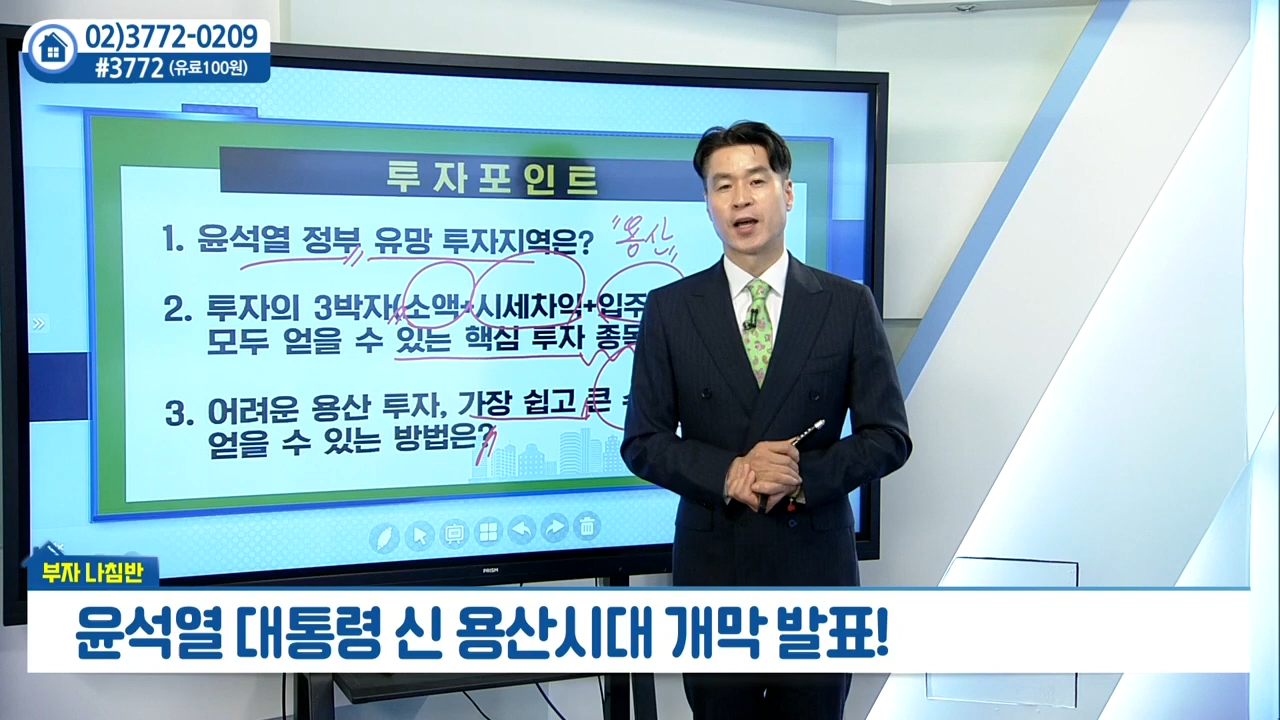 02)3772-0209
#3772 (유료100원)
투자포인트
1. 윤석열 정부 유망 투자지역은? "용산"
2. 투자의 3박자(소액+시세차익+입주
모두 얻을 수 있는 핵심 투자 종목
3. 어려운 용산 투자, 가장 쉽고 큰
얻을 수 있는 방법은?
PRISM
부자 나침반
윤석열 대통령 신 용산시대 개막 발표!